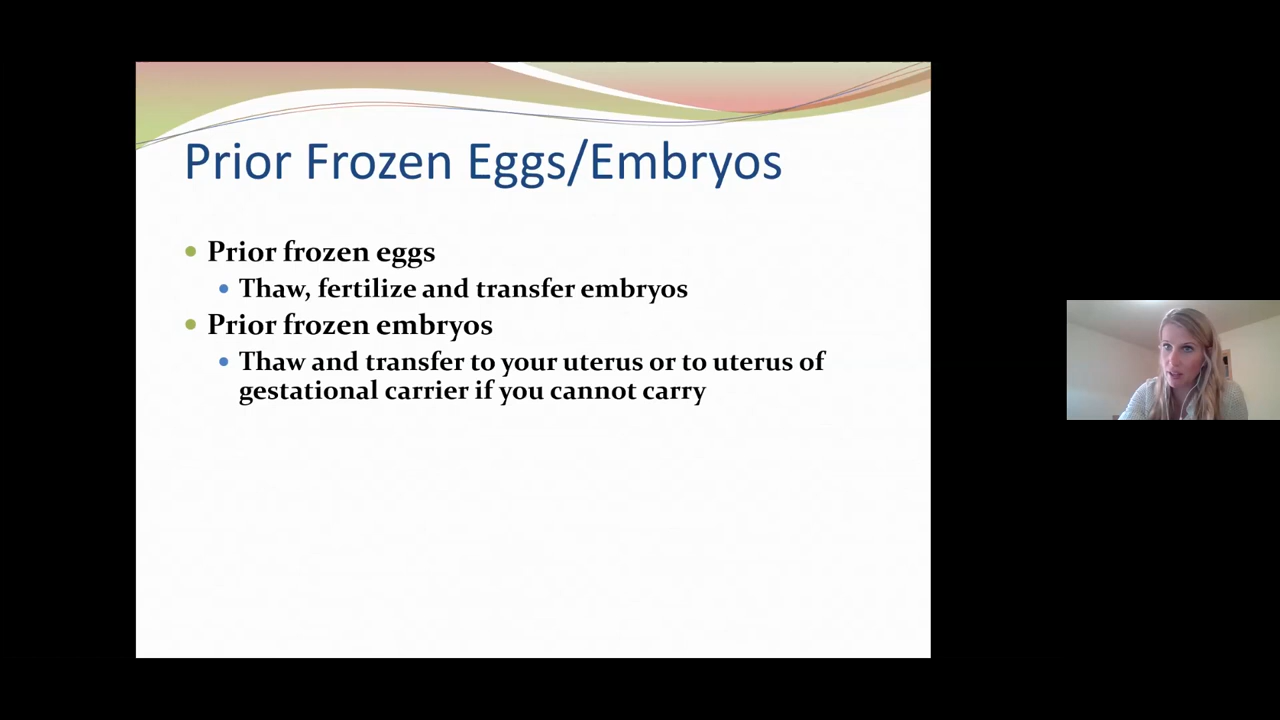 Prior Frozen Eggs/Embryos
Prior frozen eggs
Thaw, fertilize and transfer embryos
Prior frozen embryos
Thaw and transfer to your uterus or to uterus of
gestational carrier if you cannot carry